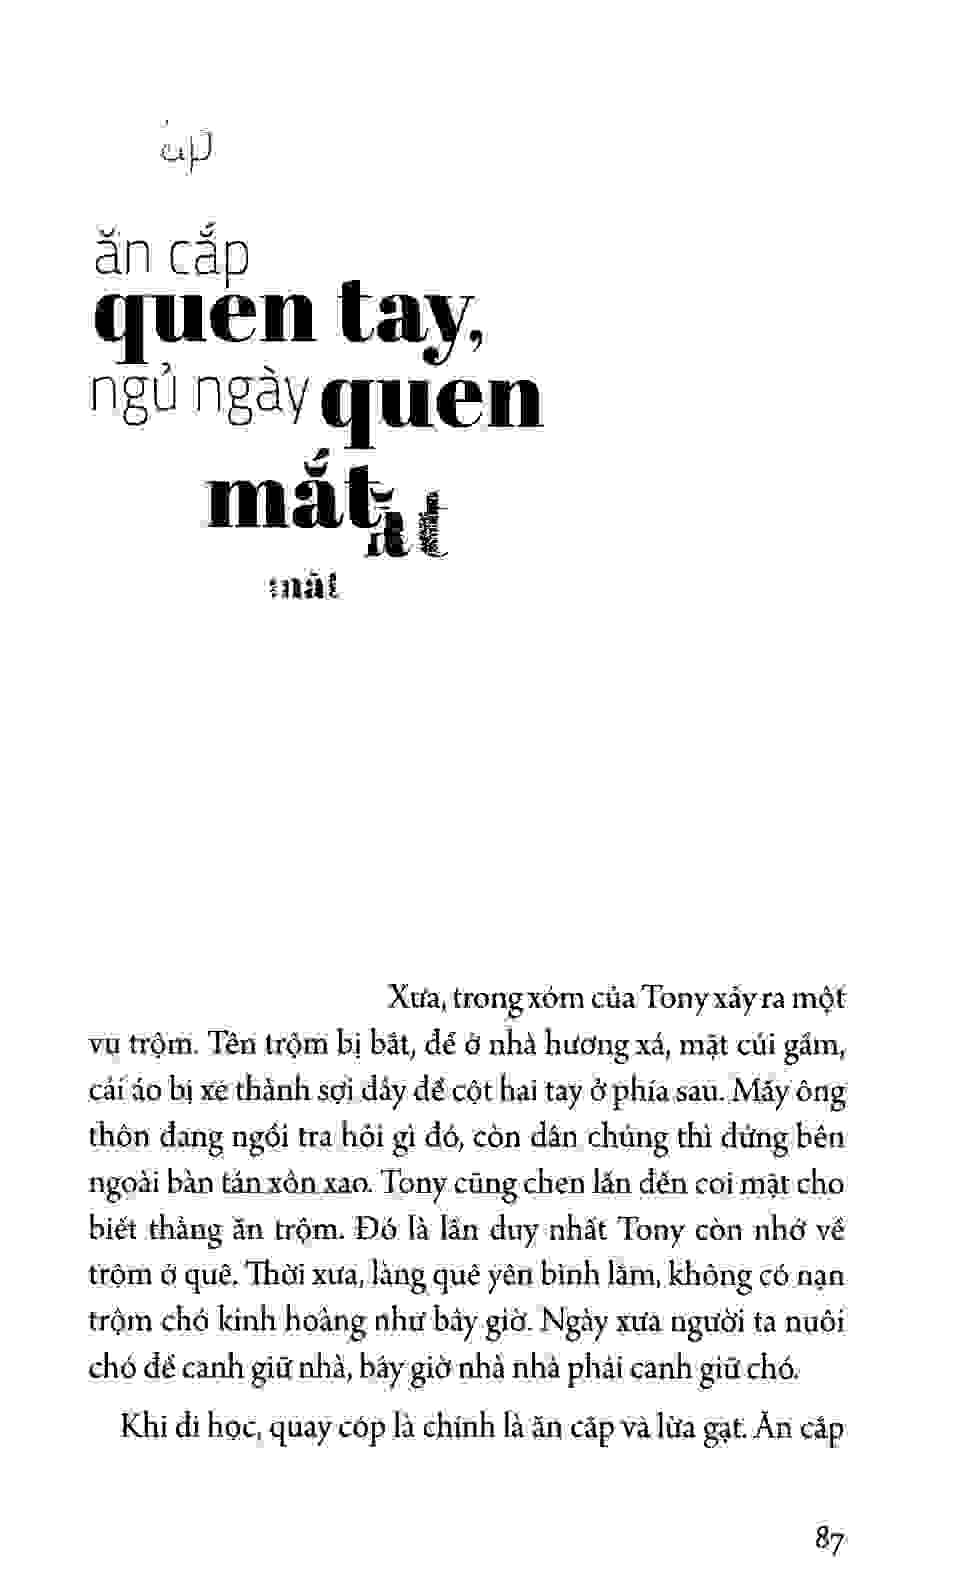 ăn cắp
quen tay,
ngủ ngày quen
mắt
Xưa, trong xóm của Tony xảy ra một
vụ trộm. Tên trộm bị bắt, để ở nhà hương xá, mặt cúi gầm,
cái áo bị xé thành sợi dây để cột hai tay ở phía sau. Mấy ông
thôn đang ngồi tra hỏi gì đó, còn dân chúng thì đứng bên
ngoài bàn tán xôn xao. Tony cũng chen lấn đến coi mặt cho
biết thằng ăn trộm. Đó là lần duy nhất Tony còn nhớ về
trộm ở quê. Thời xưa, làng quê yên bình lắm, không có nạn
trộm chó kinh hoàng như bây giờ. Ngày xưa người ta nuôi
chó để canh giữ nhà, bây giờ nhà nhà phải canh giữ chó.
Khi đi học, quay cóp là chính là ăn cắp và lừa gạt. Ăn cắp
87